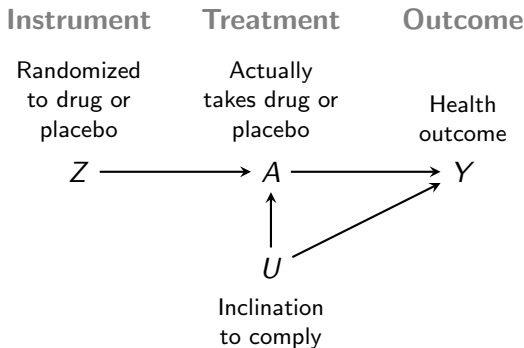 Instrument Treatment Outcome
Randomized to drug or placebo
Actually takes drug or placebo
Health outcome
Z A Y
U
Inclination to comply